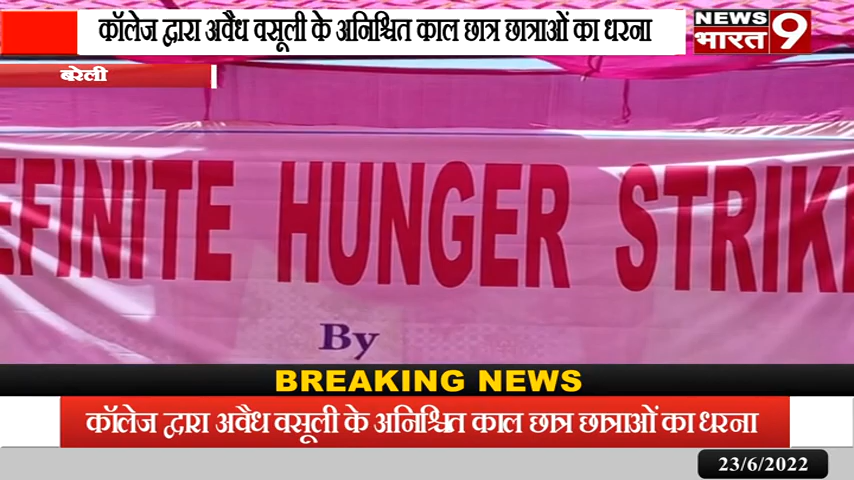 कॉलेज द्वारा अवैध वसूली के अनिश्चित काल छात्र छात्राओं का धरना
NEWS
भारत 9
बरेली
EFINITE HUNGER STRIKE
By
BREAKING NEWS
कॉलेज द्वारा अवैध वसूली के अनिश्चित काल छात्र छात्राओं का धरना
23/6/2022